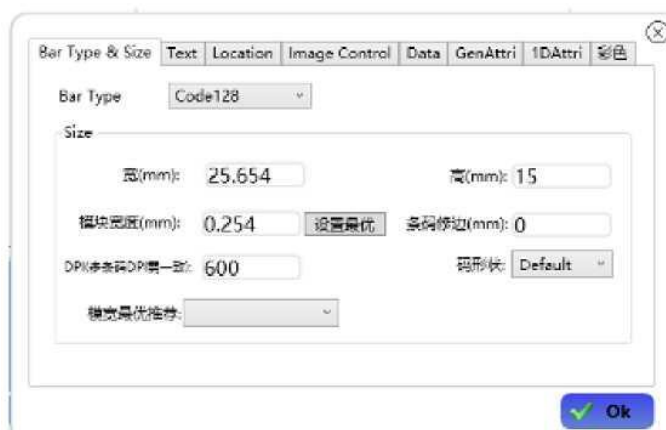 Bar Type & Size Text Location Image Control Data GenAttri 1DAttri 彩色
Bar Type Code128
Size
宽(mm): 25.654 高(mm): 15
模块宽度(mm): 0.254 设置最优 条码修边(mm): 0
DPI(多条码DPI需一致): 600 码形状: Default
模宽最优推荐:
Ok